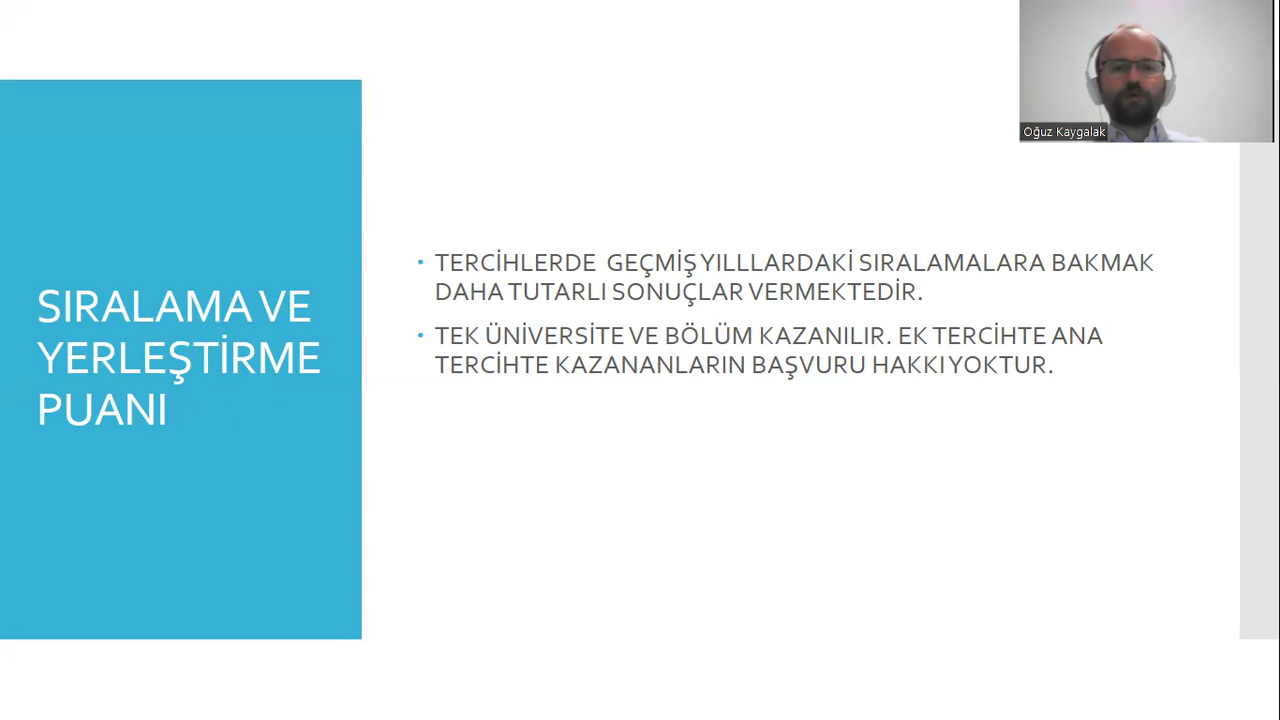 Oğuz Kaygalak
SIRALAMA VE
YERLEŞTİRME
PUANI
• TERCİHLERDE GEÇMİŞ YILLLARDAKİ SIRALAMALARA BAKMAK
DAHA TUTARLI SONUÇLAR VERMEKTEDİR.
• TEK ÜNİVERSİTE VE BÖLÜM KAZANILIR. EK TERCİHTE ANA
TERCİHTE KAZANANLARIN BAŞVURU HAKKI YOKTUR.